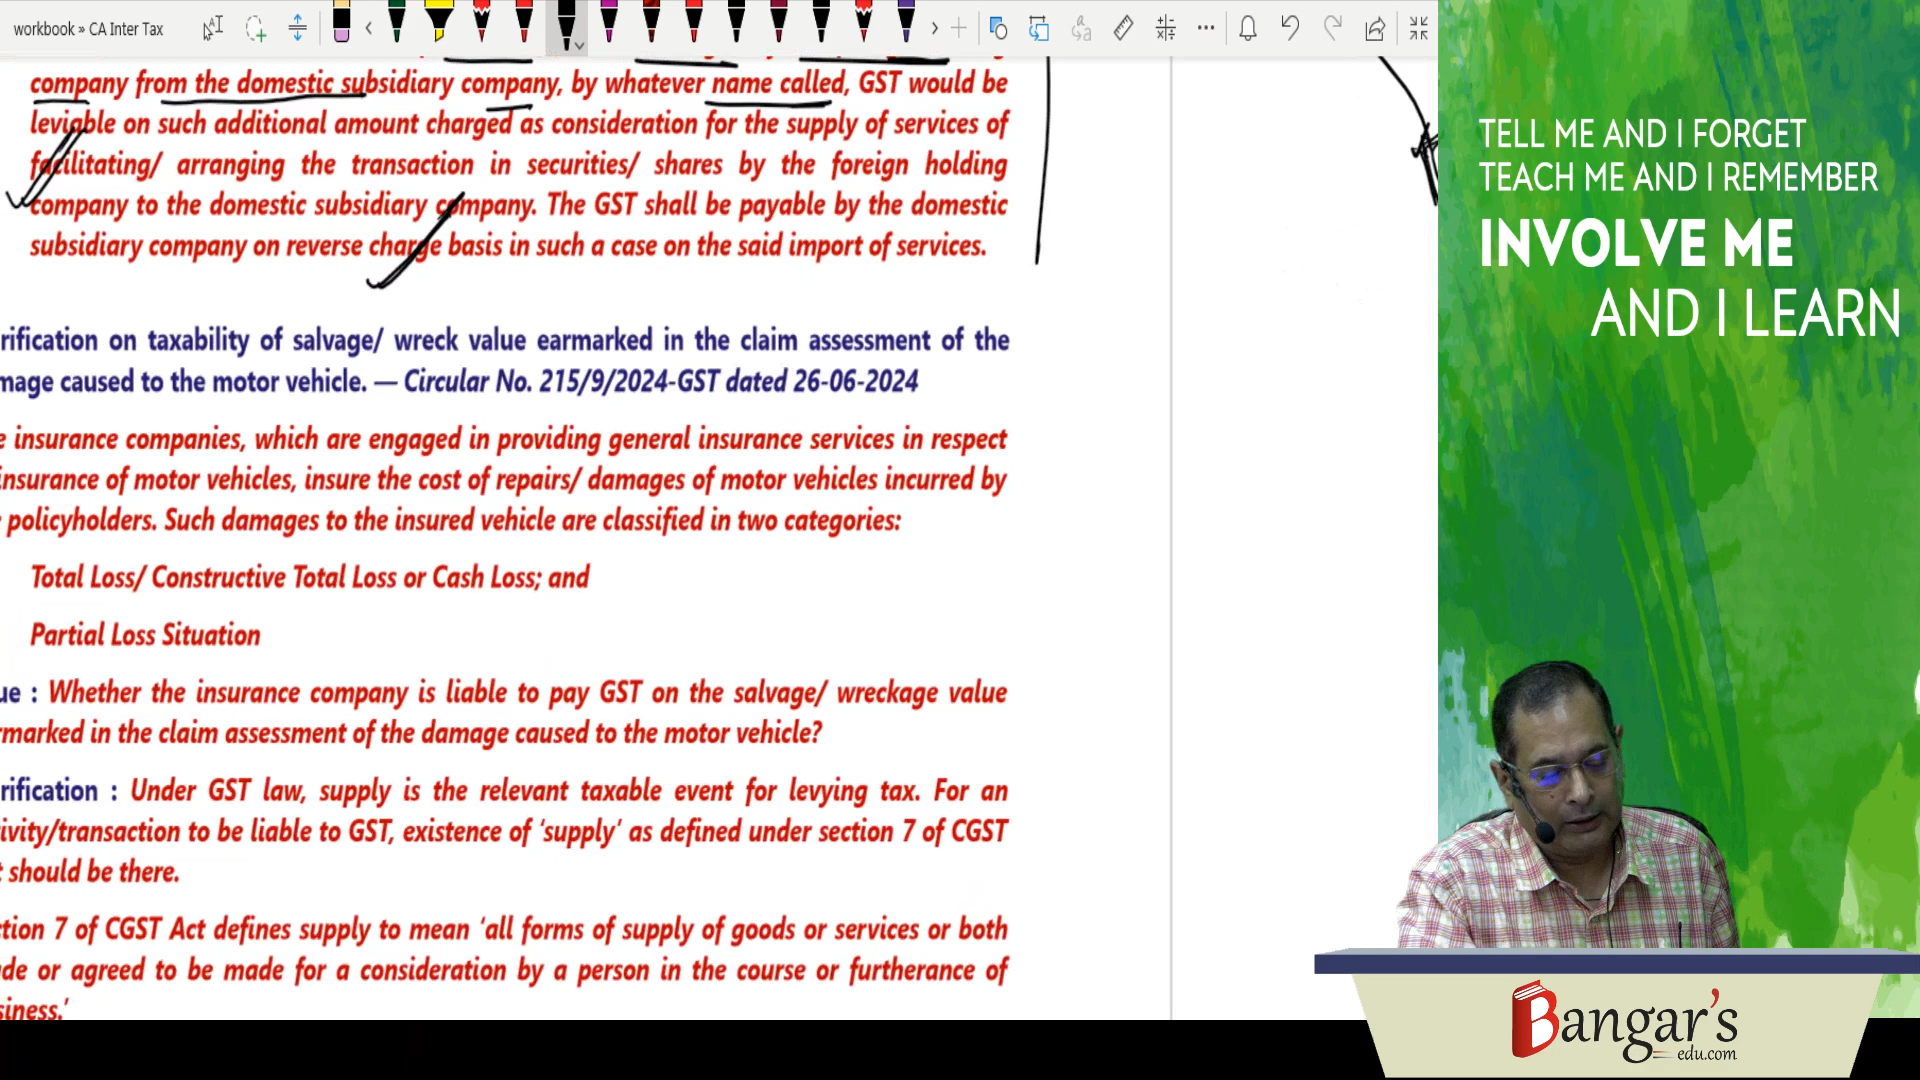 workbook » CA Inter Tax
company from the domestic subsidiary company, by whatever name called, GST would be
leviable on such additional amount charged as consideration for the supply of services of
facilitating/ arranging the transaction in securities/ shares by the foreign holding
company to the domestic subsidiary company. The GST shall be payable by the domestic
subsidiary company on reverse charge basis in such a case on the said import of services.
rification on taxability of salvage/ wreck value earmarked in the claim assessment of the
mage caused to the motor vehicle. — Circular No. 215/9/2024-GST dated 26-06-2024
e insurance companies, which are engaged in providing general insurance services in respect
insurance of motor vehicles, insure the cost of repairs/ damages of motor vehicles incurred by
policyholders. Such damages to the insured vehicle are classified in two categories:
Total Loss/ Constructive Total Loss or Cash Loss; and
Partial Loss Situation
ue : Whether the insurance company is liable to pay GST on the salvage/ wreckage value
rmarked in the claim assessment of the damage caused to the motor vehicle?
rification : Under GST law, supply is the relevant taxable event for levying tax. For an
ivity/transaction to be liable to GST, existence of ‘supply’ as defined under section 7 of CGST
t should be there.
ction 7 of CGST Act defines supply to mean ‘all forms of supply of goods or services or both
de or agreed to be made for a consideration by a person in the course or furtherance of
siness.’
TELL ME AND I FORGET
TEACH ME AND I REMEMBER
INVOLVE ME
AND I LEARN
Bangar’s
edu.com